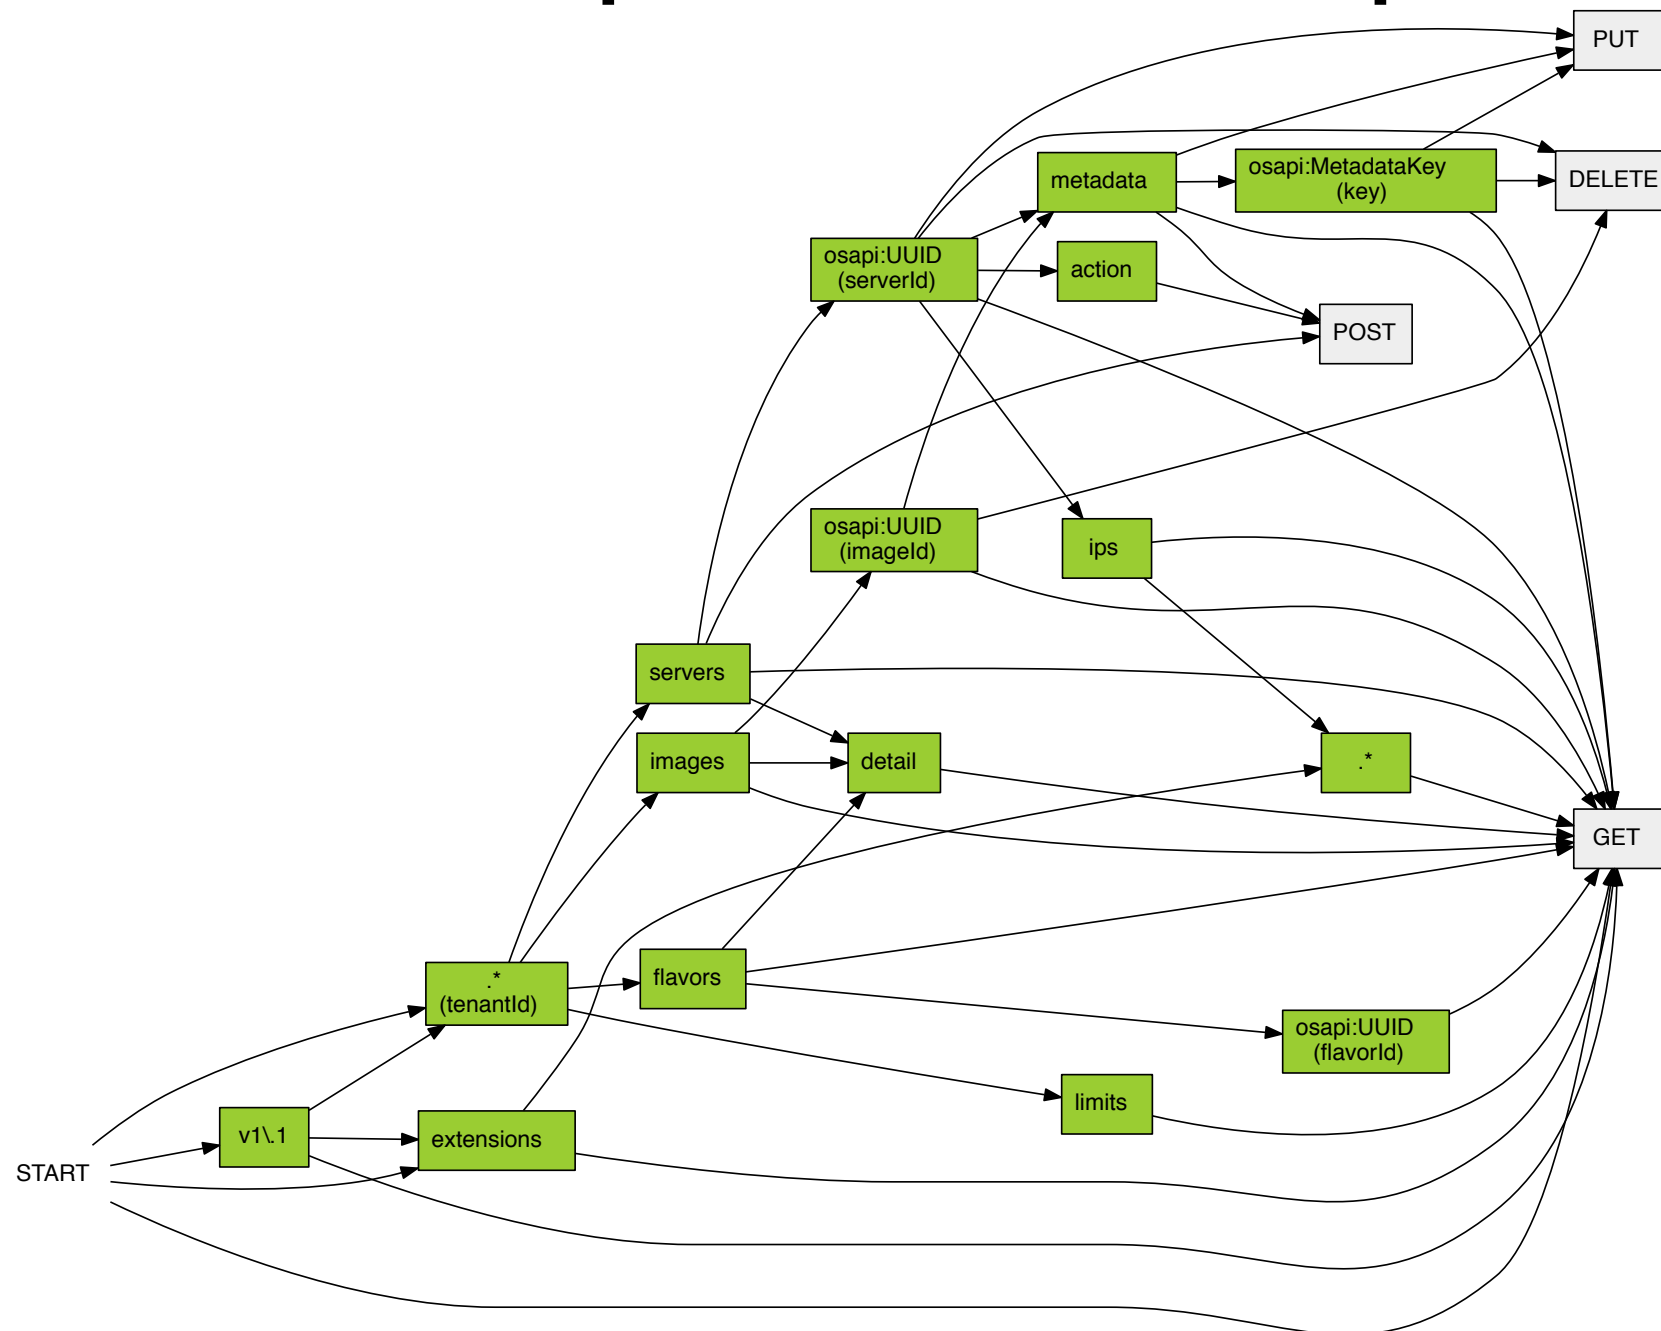 PUT
DELETE
osapi:MetadataKey
(key)
metadata
osapi:UUID
(serverId)
action
POST
osapi:UUID
(imageId)
ips
servers
images
detail
.*
GET
.*
(tenantId)
flavors
osapi:UUID
(flavorId)
limits
v1\.1
extensions
START